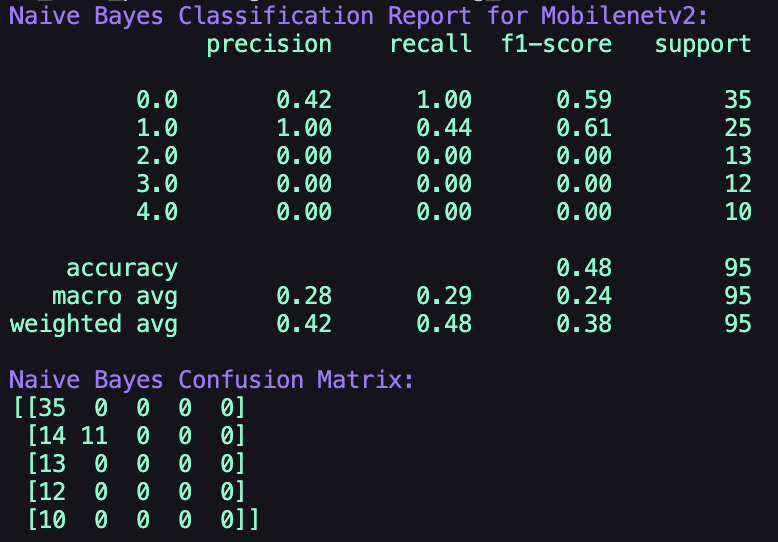 Naive Bayes Classification Report for Mobilenetv2:
precision recall f1-score support
0.0 0.42 1.00 0.59 35
1.0 1.00 0.44 0.61 25
2.0 0.00 0.00 0.00 13
3.0 0.00 0.00 0.00 12
4.0 0.00 0.00 0.00 10
accuracy 0.48 95
macro avg 0.28 0.29 0.24 95
weighted avg 0.42 0.48 0.38 95
Naive Bayes Confusion Matrix:
[[35 0 0 0 0]
[14 11 0 0 0]
[13 0 0 0 0]
[12 0 0 0 0]
[10 0 0 0 0]]